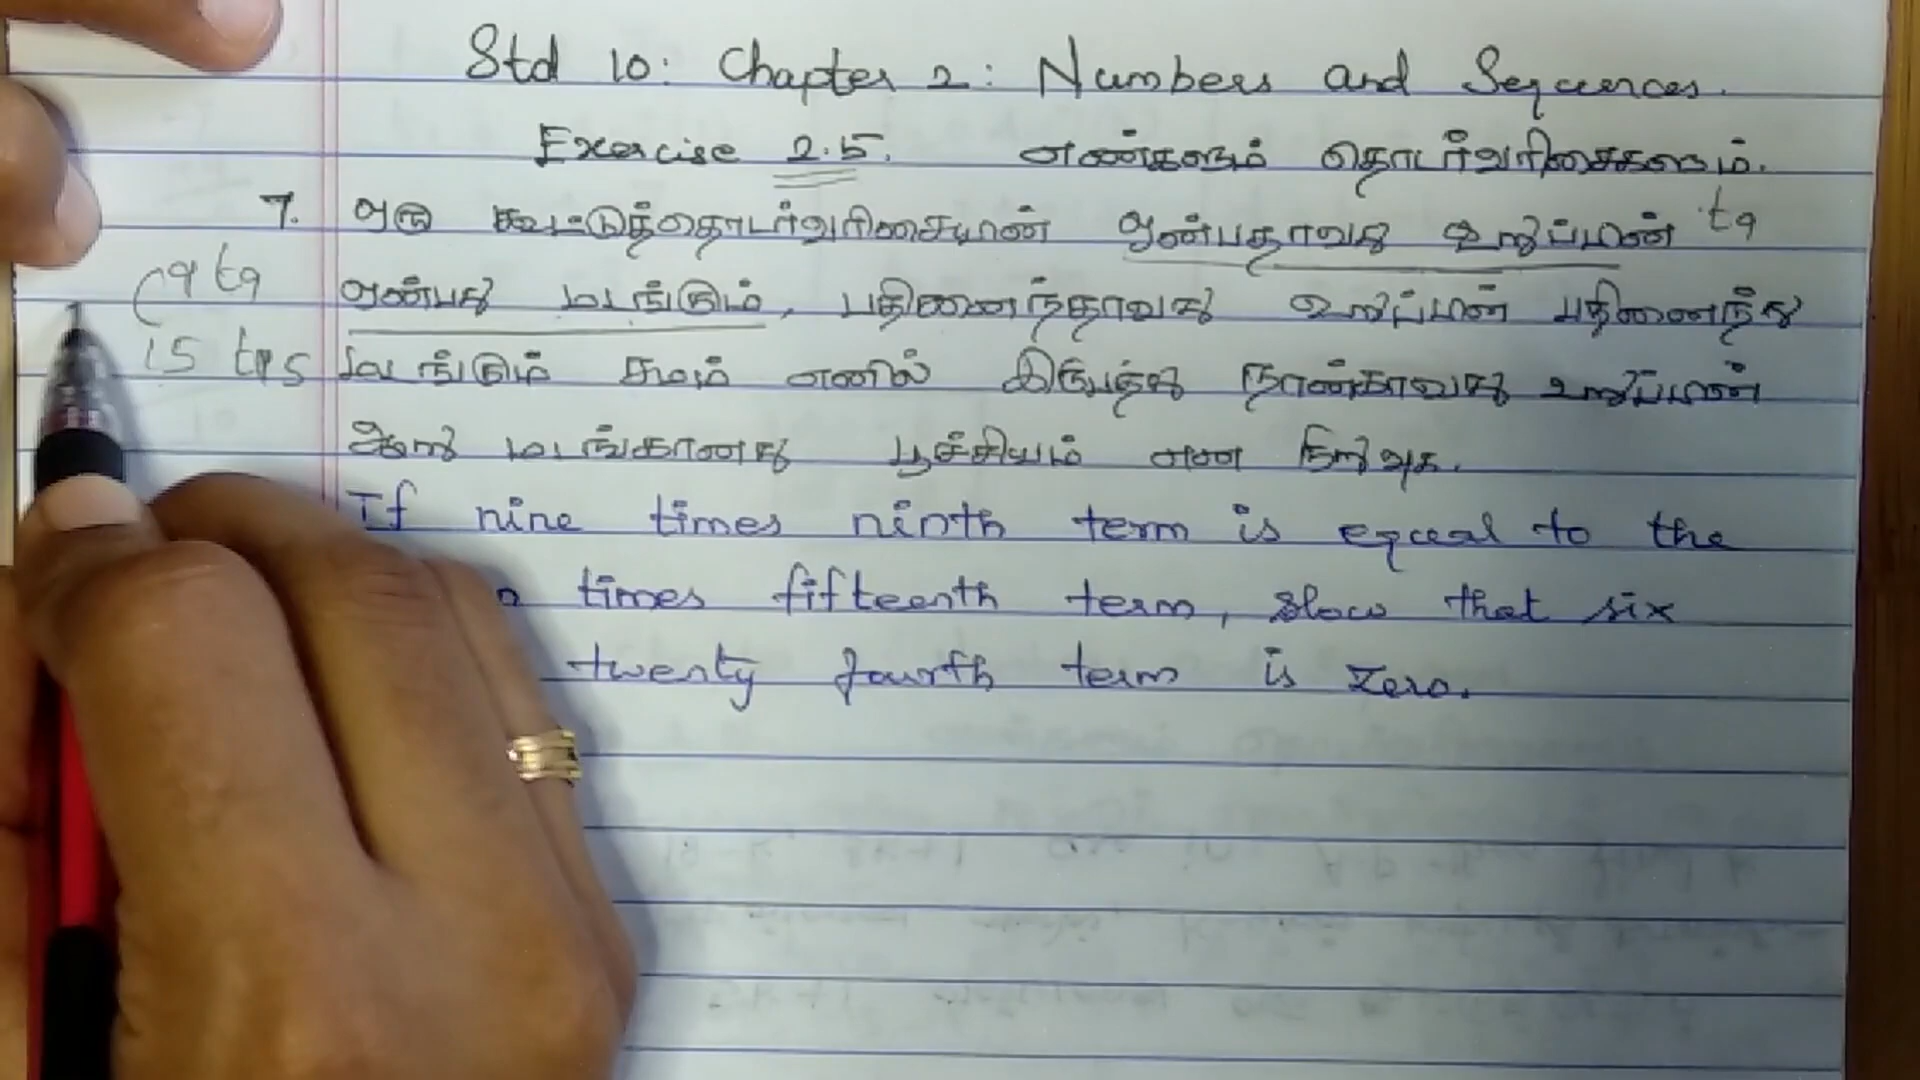 Std 10: Chapter 2: Numbers and Sequences.
Exercise 2.5. எண்களும் தொடர்வரிசைகளும்.
7. ஒரு கூட்டுத்தொடர்வரிசையின் ஒன்பதாவது உறுப்பின் t9
9 t9 ஒன்பது மடங்கும், பதினைந்தாவது உறுப்பின் பதினைந்து
15 t15 மடங்கும் சமம் எனில் இருபத்து நான்காவது உறுப்பின்
ஆறு மடங்கானது பூச்சியம் என நிறுவுக.
If nine times ninth term is equal to the
times fifteenth term, show that six
twenty fourth term is zero.